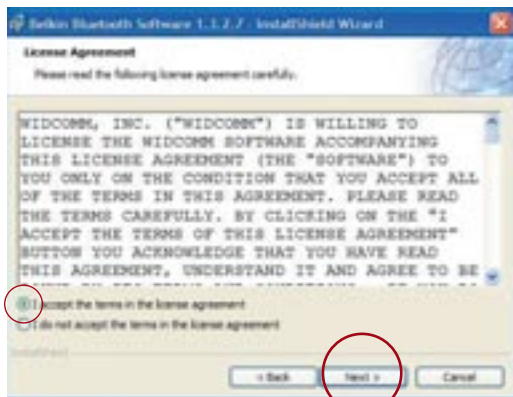 Belkin Bluetooth Software 1.3.2.7 - InstallShield Wizard
License Agreement
Please read the following license agreement carefully.
WIDCOMM, INC. ("WIDCOMM") IS WILLING TO
LICENSE THE WIDCOMM SOFTWARE ACCOMPANYING
THIS LICENSE AGREEMENT (THE "SOFTWARE") TO
YOU ONLY ON THE CONDITION THAT YOU ACCEPT ALL
OF THE TERMS IN THIS AGREEMENT. PLEASE READ
THE TERMS CAREFULLY. BY CLICKING ON THE "I
ACCEPT THE TERMS OF THIS LICENSE AGREEMENT"
BUTTON YOU ACKNOWLEDGE THAT YOU HAVE READ
THIS AGREEMENT, UNDERSTAND IT AND AGREE TO BE
I accept the terms in the license agreement
I do not accept the terms in the license agreement
InstallShield
< Back Next > Cancel